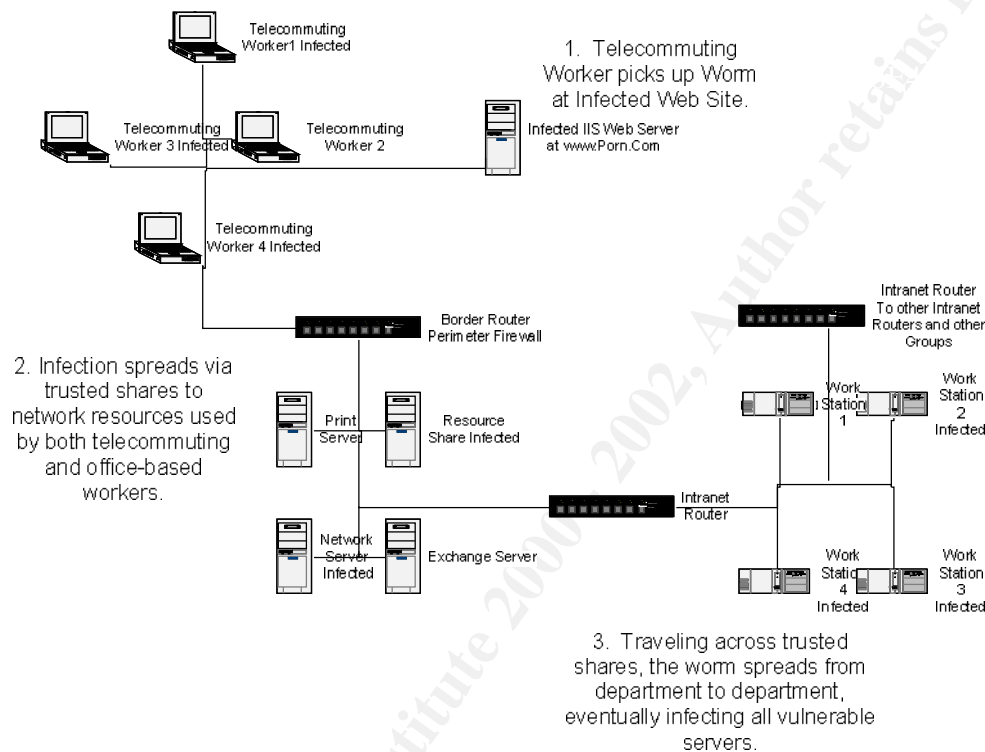 Telecommuting
Worker1 Infected
1. Telecommuting
Worker picks up Worm
at Infected Web Site.
Telecommuting
Worker 3 Infected
Telecommuting
Worker 2
Infected IIS Web Server
at www.Porn.Com
Telecommuting
Worker 4 Infected
Border Router
Perimeter Firewall
Intranet Router
To other Intranet
Routers and other
Groups
2. Infection spreads via
trusted shares to
network resources used
by both telecommuting
and office-based
workers.
Print
Server
Resource
Share Infected
Work
Station
1
Work
Station
2
Infected
Network
Server
Infected
Exchange Server
Intranet
Router
Work
Station
4
Infected
Work
Station
3
Infected
3. Traveling across trusted
shares, the worm spreads from
department to department,
eventually infecting all vulnerable
servers.
stitute 2000 - 2002, Author retains